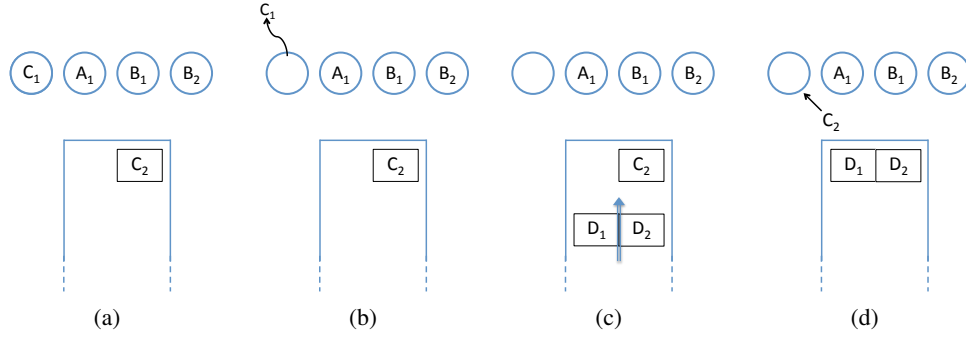 C₁
C₁ A₁ B₁ B₂
A₁ B₁ B₂
A₁ B₁ B₂
A₁ B₁ B₂
C₂
C₂
C₂
C₂
D₁ D₂
D₁ D₂
(a) (b) (c) (d)